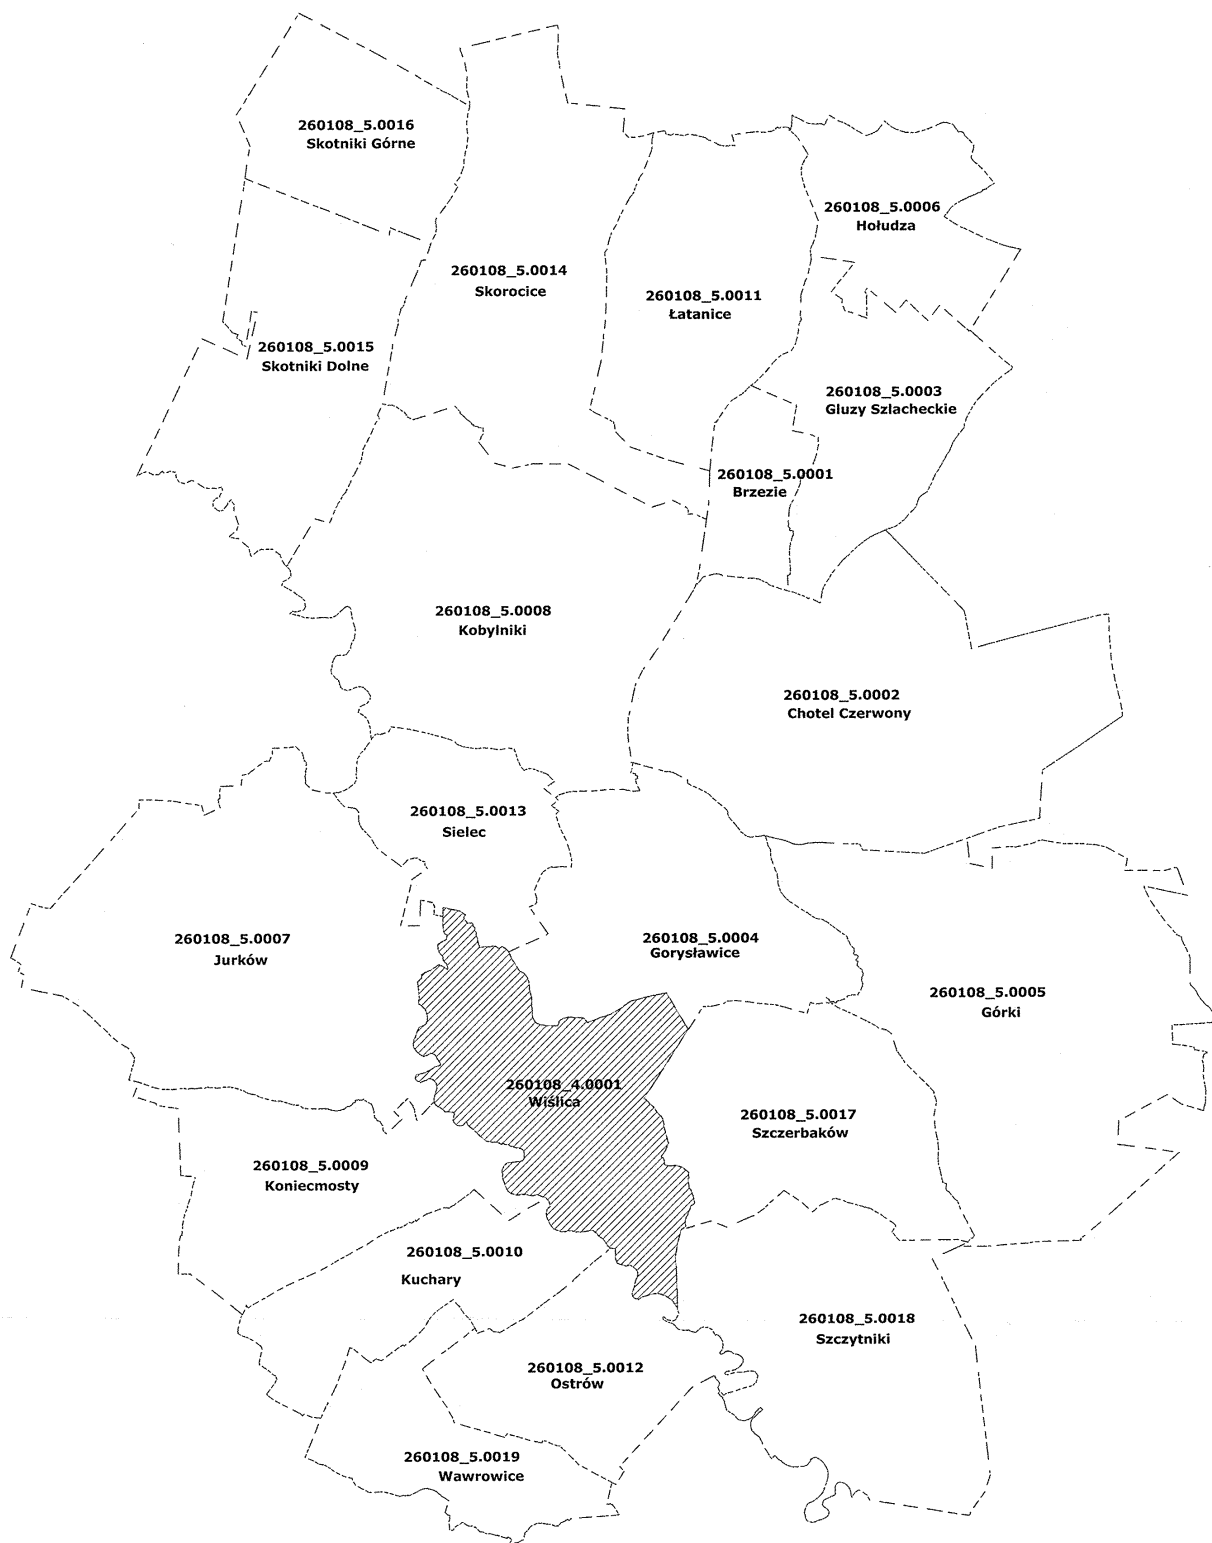 260108_5.0016
Skotniki Górne
260108_5.0006
Hołudza
260108_5.0014
Skorocice
260108_5.0011
Łatanice
260108_5.0015
Skotniki Dolne
260108_5.0003
Gluzy Szlacheckie
260108_5.0001
Brzezie
260108_5.0008
Kobylniki
260108_5.0002
Chotel Czerwony
260108_5.0013
Sielec
260108_5.0007
Jurków
260108_5.0004
Gorysławice
260108_5.0005
Górki
260108_4.0001
Wiślica
260108_5.0017
Szczerbaków
260108_5.0009
Koniecmosty
260108_5.0010
Kuchary
260108_5.0018
Szczytniki
260108_5.0012
Ostrów
260108_5.0019
Wawrowice